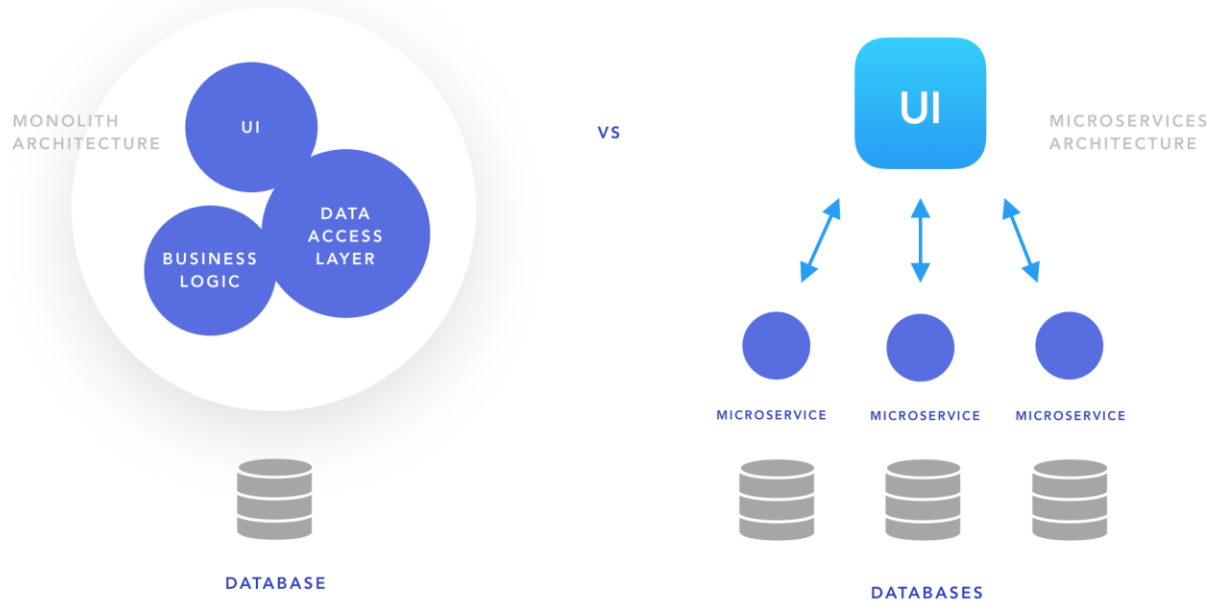 MONOLITH
ARCHITECTURE
UI
DATA
ACCESS
LAYER
BUSINESS
LOGIC
DATABASE
VS
UI
MICROSERVICES
ARCHITECTURE
MICROSERVICE
MICROSERVICE
MICROSERVICE
DATABASES